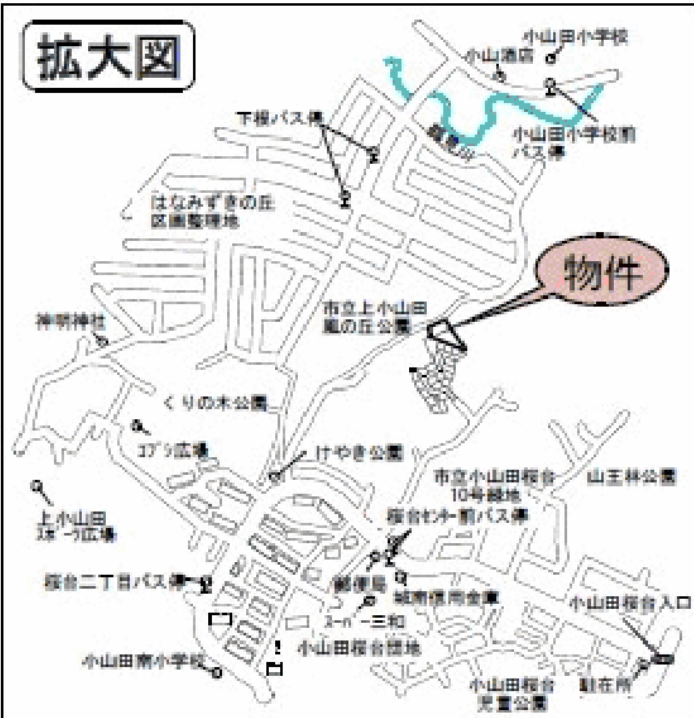 拡大図
小山田小学校
小山酒店
小山田小学校前
バス停
下根バス停
鶴見川
はなみずきの丘
区画整理地
物件
市立上小山田
風の丘公園
神明神社
くりの木公園
コブシ広場
けやき公園
市立小山田桜台
10号緑地
山王林公園
上小山田
スポーツ広場
桜台センター前バス停
桜台二丁目バス停
郵便局
城南信用金庫
小山田桜台入口
スーパー三和
小山田桜台団地
小山田南小学校
小山田桜台
児童公園
駐在所